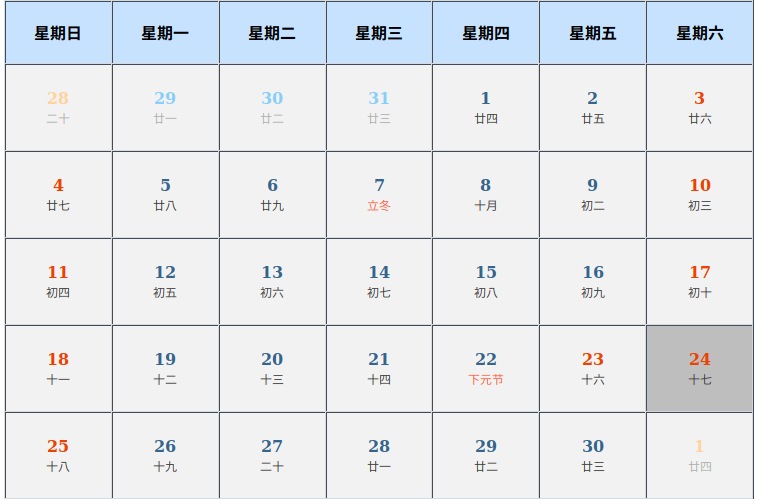 星期日 星期一 星期二 星期三 星期四 星期五 星期六
28 29 30 31 1 2 3
二十 廿一 廿二 廿三 廿四 廿五 廿六
4 5 6 7 8 9 10
廿七 廿八 廿九 立冬 十月 初二 初三
11 12 13 14 15 16 17
初四 初五 初六 初七 初八 初九 初十
18 19 20 21 22 23 24
十一 十二 十三 十四 下元节 十六 十七
25 26 27 28 29 30 1
十八 十九 二十 廿一 廿二 廿三 廿四